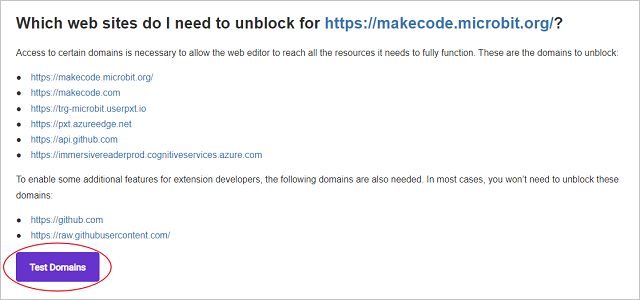 Which web sites do I need to unblock for https://makecode.microbit.org/?
Access to certain domains is necessary to allow the web editor to reach all the resources it needs to fully function. These are the domains to unblock:
● https://makecode.microbit.org/
● https://makecode.com
● https://trg-microbit.userpxt.io
● https://pxt.azureedge.net
● https://api.github.com
● https://immersivereaderprod.cognitiveservices.azure.com
To enable some additional features for extension developers, the following domains are also needed. In most cases, you won't need to unblock these
domains:
● https://github.com
● https://raw.githubusercontent.com/
Test Domains